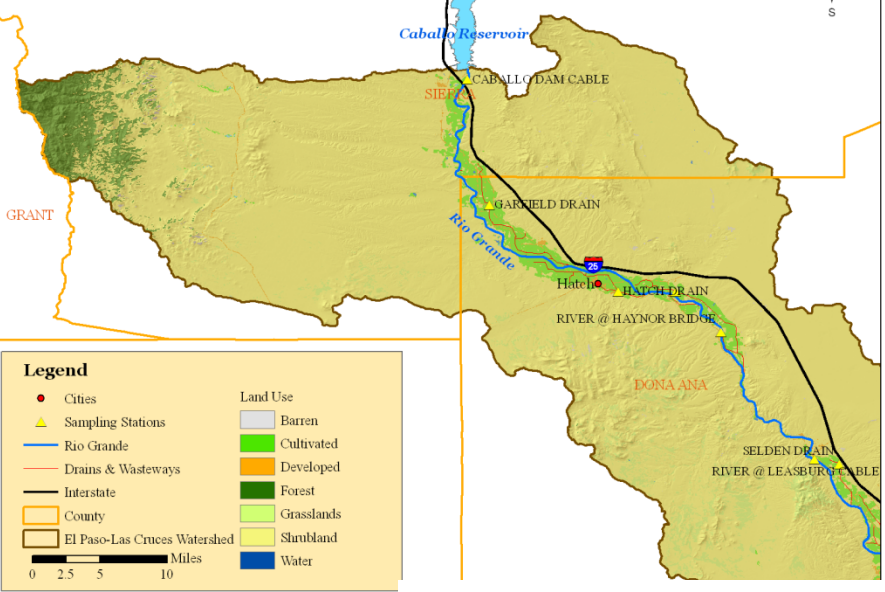 S
Caballo Reservoir
CABALLO DAM CABLE
SIERRA
GARFIELD DRAIN
GRANT
Rio Grande
25
Hatch
HATCH DRAIN
RIVER @ HAYNOR BRIDGE
DONA ANA
SELDEN DRAIN
RIVER @ LEASBURG CABLE
Legend
Cities
Sampling Stations
Rio Grande
Drains & Wasteways
Interstate
County
El Paso-Las Cruces Watershed
Miles
0 2.5 5 10
Land Use
Barren
Cultivated
Developed
Forest
Grasslands
Shrubland
Water